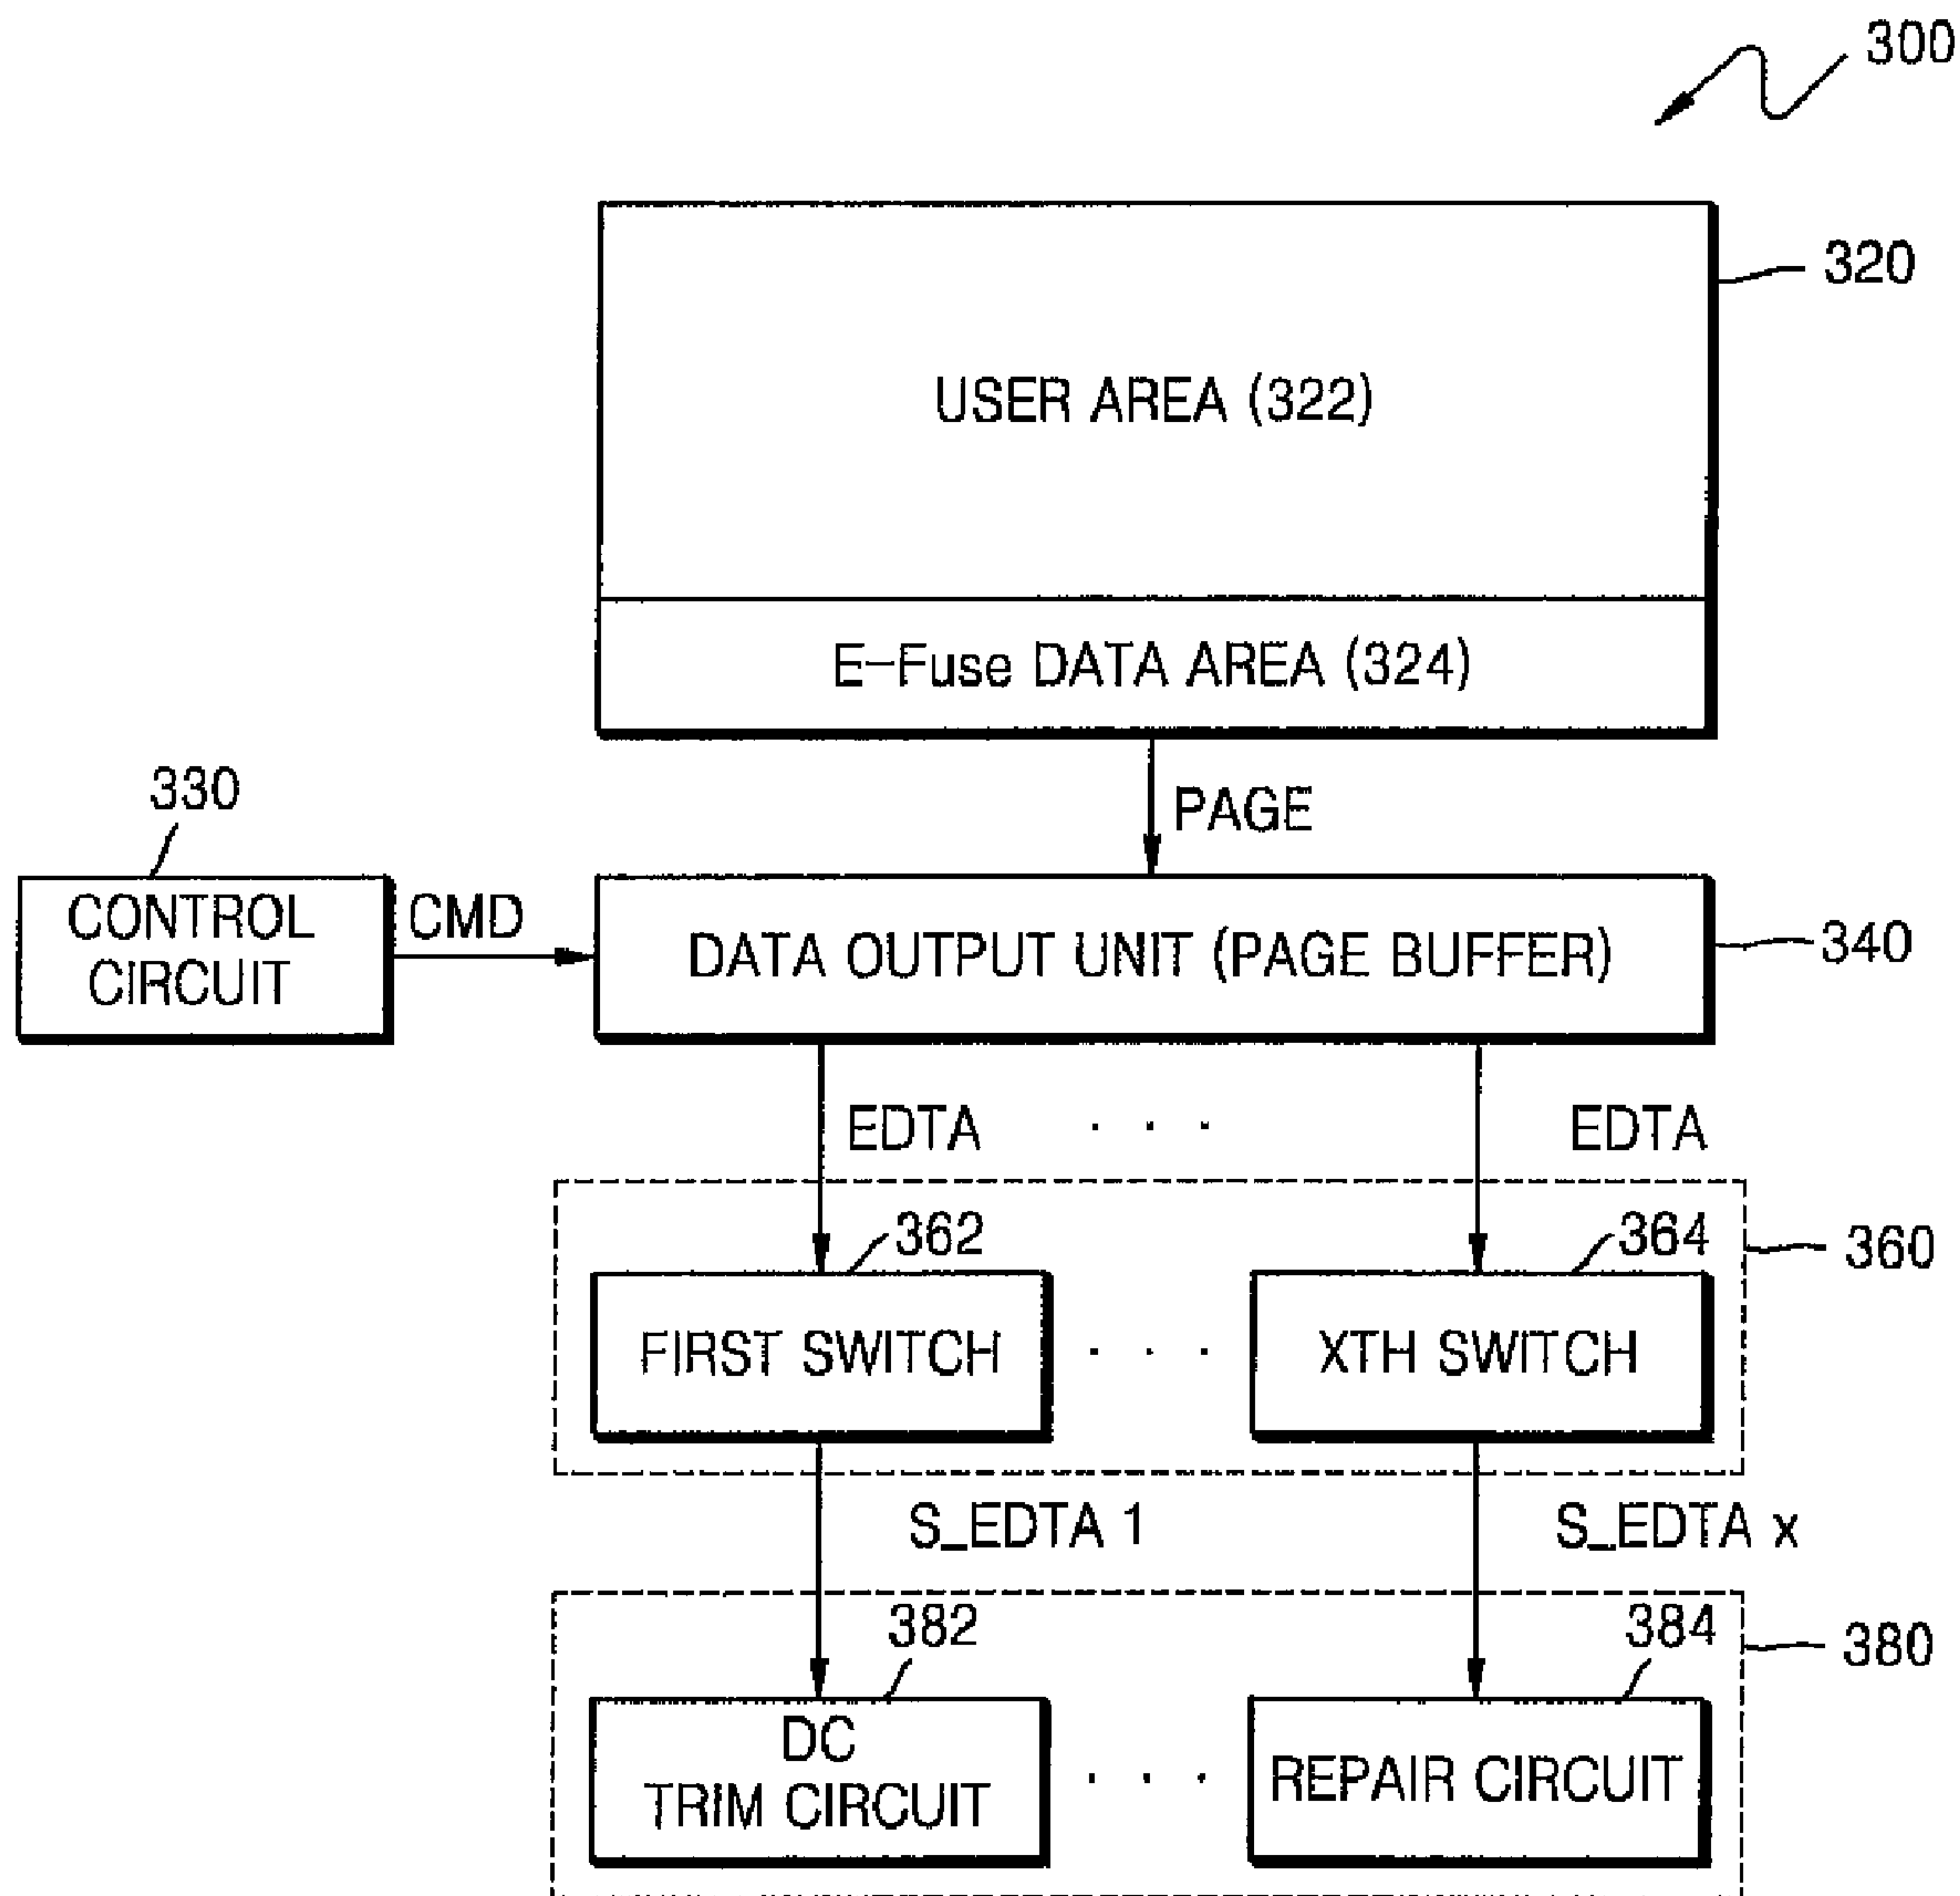 300
320
USER AREA (322)
E-Fuse DATA AREA (324)
PAGE
330
CONTROL
CIRCUIT
CMD
DATA OUTPUT UNIT (PAGE BUFFER)
340
EDTA . . . EDTA
362
364
360
FIRST SWITCH . . . XTH SWITCH
S_EDTA 1
S_EDTA x
382
384
380
DC
TRIM CIRCUIT
. . . REPAIR CIRCUIT